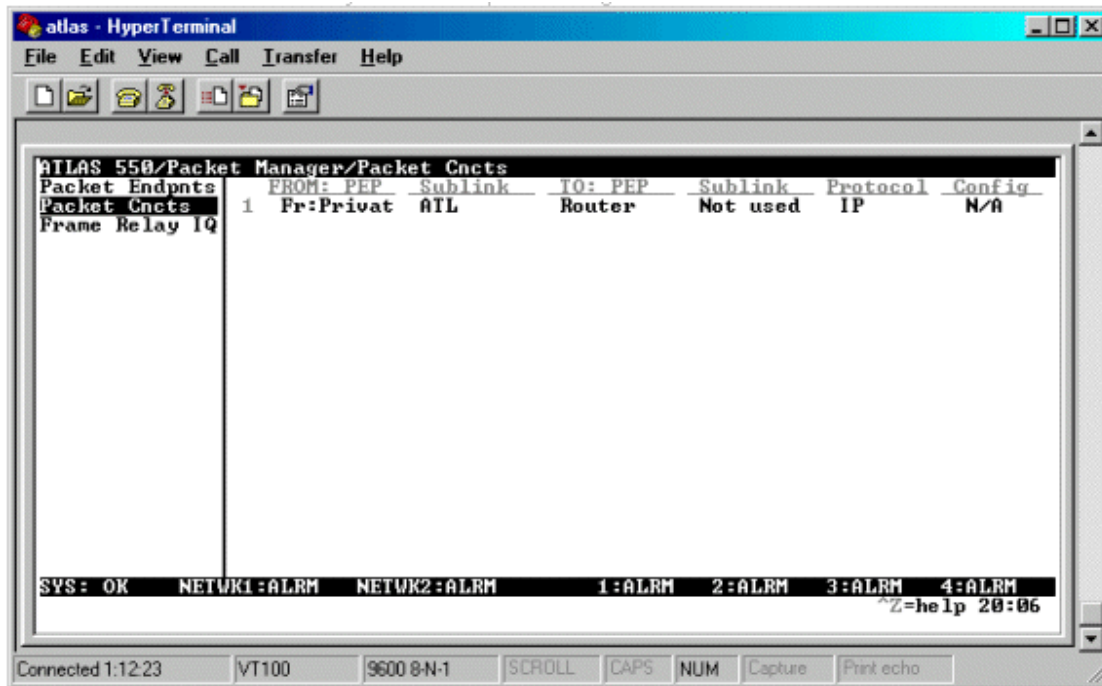 atlas - HyperTerminal
File Edit View Call Transfer Help
ATLAS 550/Packet Manager/Packet Cncts
Packet Endpnts FROM: PEP Sublink TO: PEP Sublink Protocol Config
Packet Cncts 1 Fr:Privat ATL Router Not used IP N/A
Frame Relay IQ
SYS: OK NETWK1:ALRM NETWK2:ALRM 1:ALRM 2:ALRM 3:ALRM 4:ALRM
^Z=help 20:06
Connected 1:12:23 VT100 9600 8-N-1 SCROLL CAPS NUM Capture Print echo